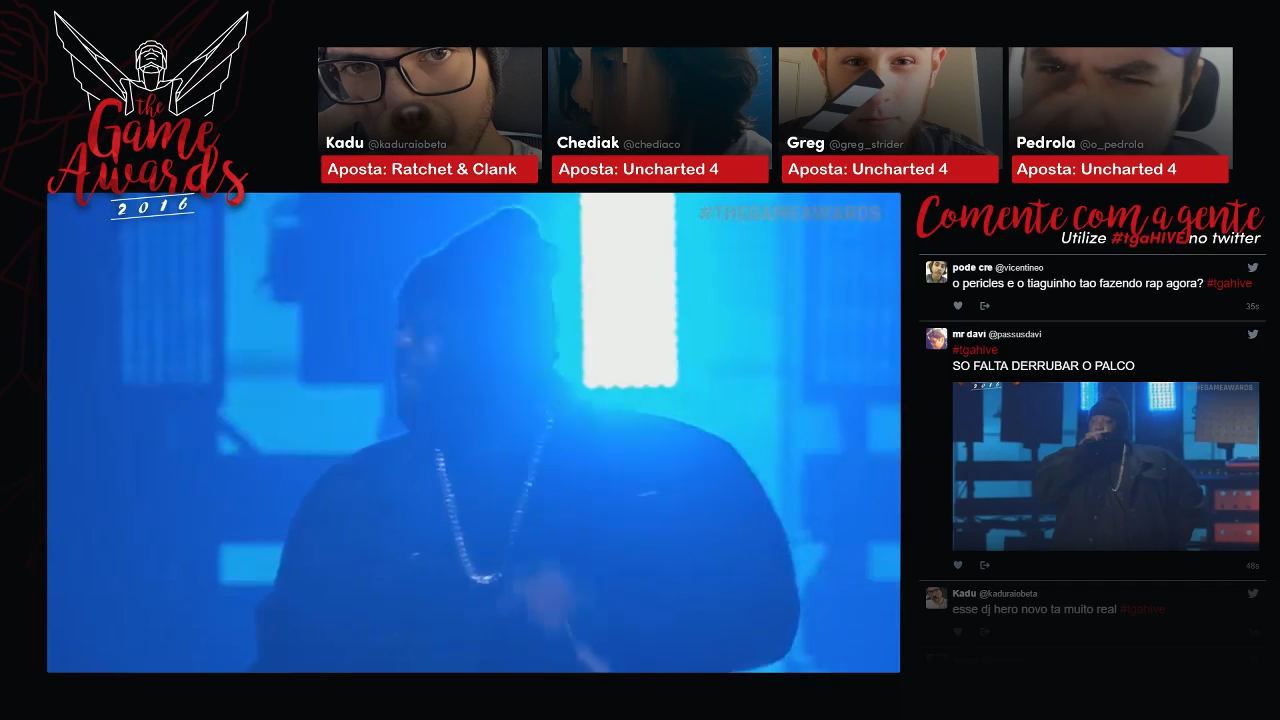 the
Game
Awards
2016
Kadu @kaduraiobeta
Aposta: Ratchet & Clank
Chediak @chediaco
Aposta: Uncharted 4
Greg @greg_strider
Aposta: Uncharted 4
Pedrola @o_pedrola
Aposta: Uncharted 4
#THEGAMEAWARDS
Comente com a gente
Utilize #tgaHIVE no twitter
pode cre @vicentineo
o pericles e o tiaguinho tao fazendo rap agora? #tgahive
35s
mr davi @passusdavi
#tgahive
SO FALTA DERRUBAR O PALCO
2016
#THEGAMEAWARDS
48s
Kadu @kaduraiobeta
esse dj hero novo ta muito real #tgahive